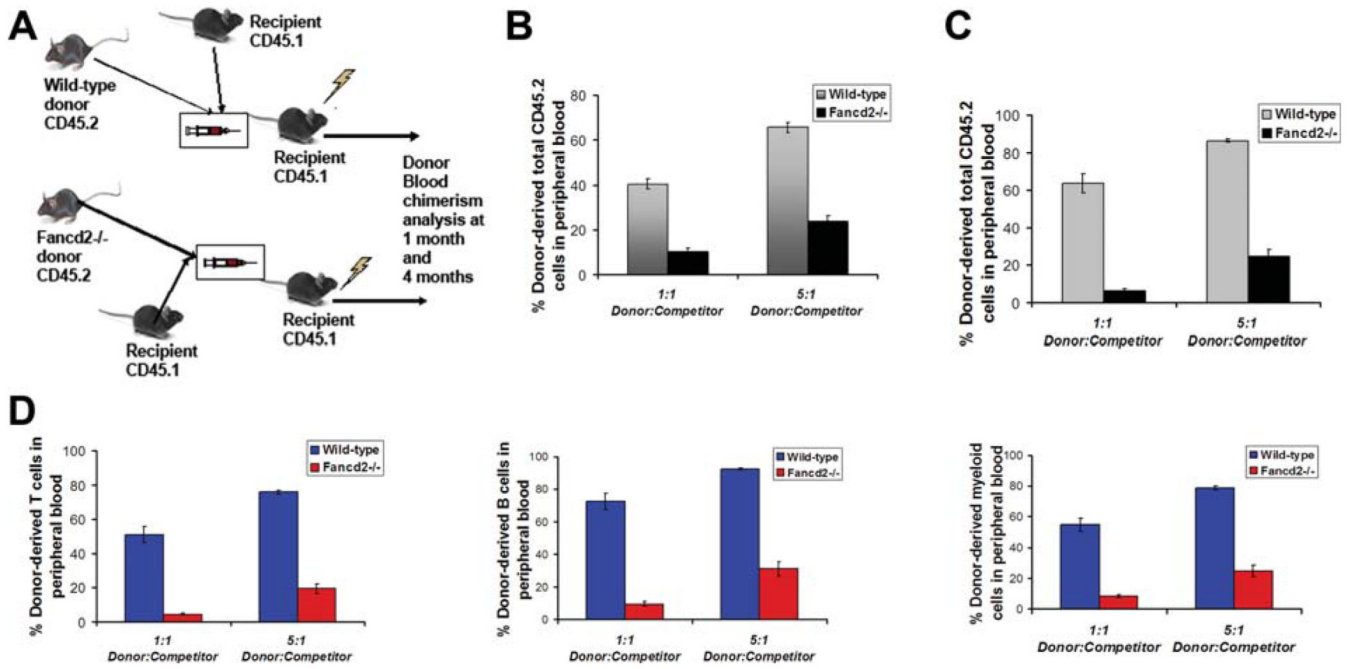 A
Recipient
CD45.1
Wild-type
donor
CD45.2
Recipient
CD45.1
Fancd2-/-
donor
CD45.2
Recipient
CD45.1
Recipient
CD45.1
Donor
Blood
chimerism
analysis at
1 month
and
4 months
B
% Donor-derived total CD45.2
cells in peripheral blood
80
60
40
20
0
Wild-type
Fancd2-/-
1:1
Donor:Competitor
5:1
Donor:Competitor
C
% Donor-derived total CD45.2
cells in peripheral blood
100
80
60
40
20
0
Wild-type
Fancd2-/-
1:1
Donor:Competitor
5:1
Donor:Competitor
D
% Donor-derived T cells in
peripheral blood
100
80
60
40
20
0
Wild-type
Fancd2-/-
1:1
Donor:Competitor
5:1
Donor:Competitor
% Donor-derived B cells in
peripheral blood
100
80
60
40
20
0
Wild-type
Fancd2-/-
1:1
Donor:Competitor
5:1
Donor:Competitor
% Donor-derived myeloid
cells in peripheral blood
100
80
60
40
20
0
Wild-type
Fancd2-/-
1:1
Donor:Competitor
5:1
Donor:Competitor